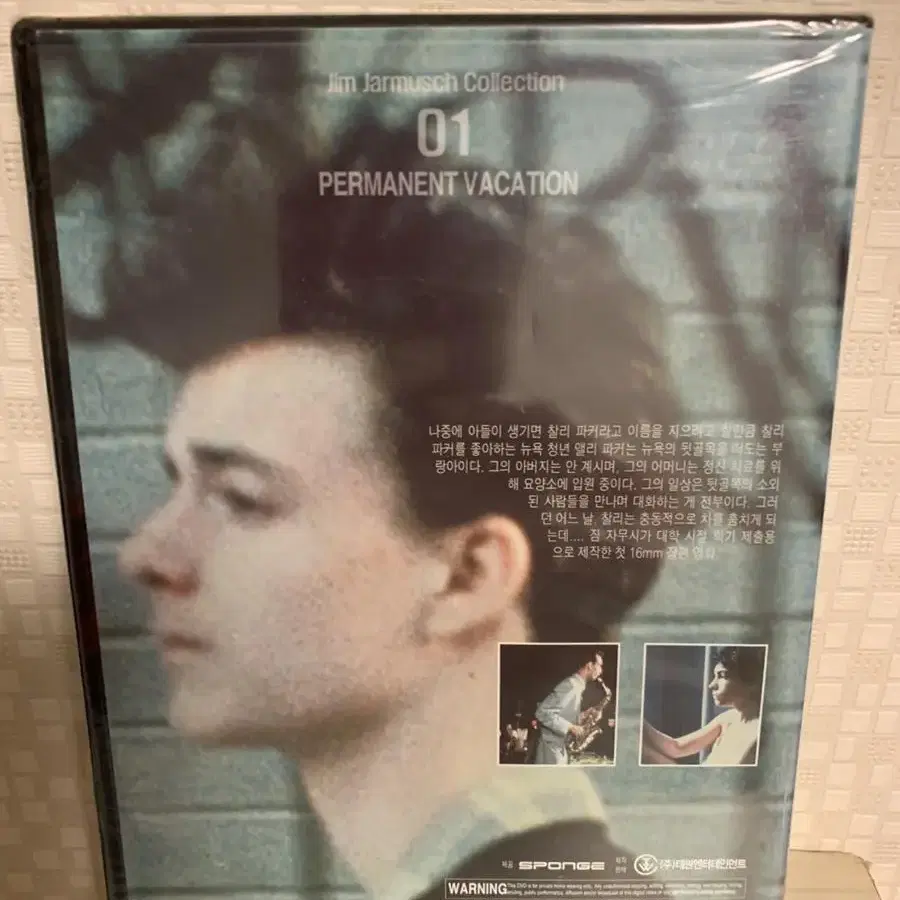 Jim Jarmusch Collection
01
PERMANENT VACATION
나중에 아들이 생기면 찰리 파커라고 이름을 지으려고 할만큼 찰리
파커를 좋아하는 뉴욕 청년 앨리 파커는 뉴욕의 뒷골목을 떠도는 부
랑아이다. 그의 아버지는 안 계시며, 그의 어머니는 정신 치료를 위
해 요양소에 입원 중이다. 그의 일상은 뒷골목의 소외
된 사람들을 만나며 대화하는 게 전부이다. 그러
던 어느 날, 찰리는 충동적으로 차를 훔치게 되
는데.... 짐 자무시가 대학 시절 학기 제출용
으로 제작한 첫 16mm 장편 영화.
제공 SPONGE 제작 판매
WARNING